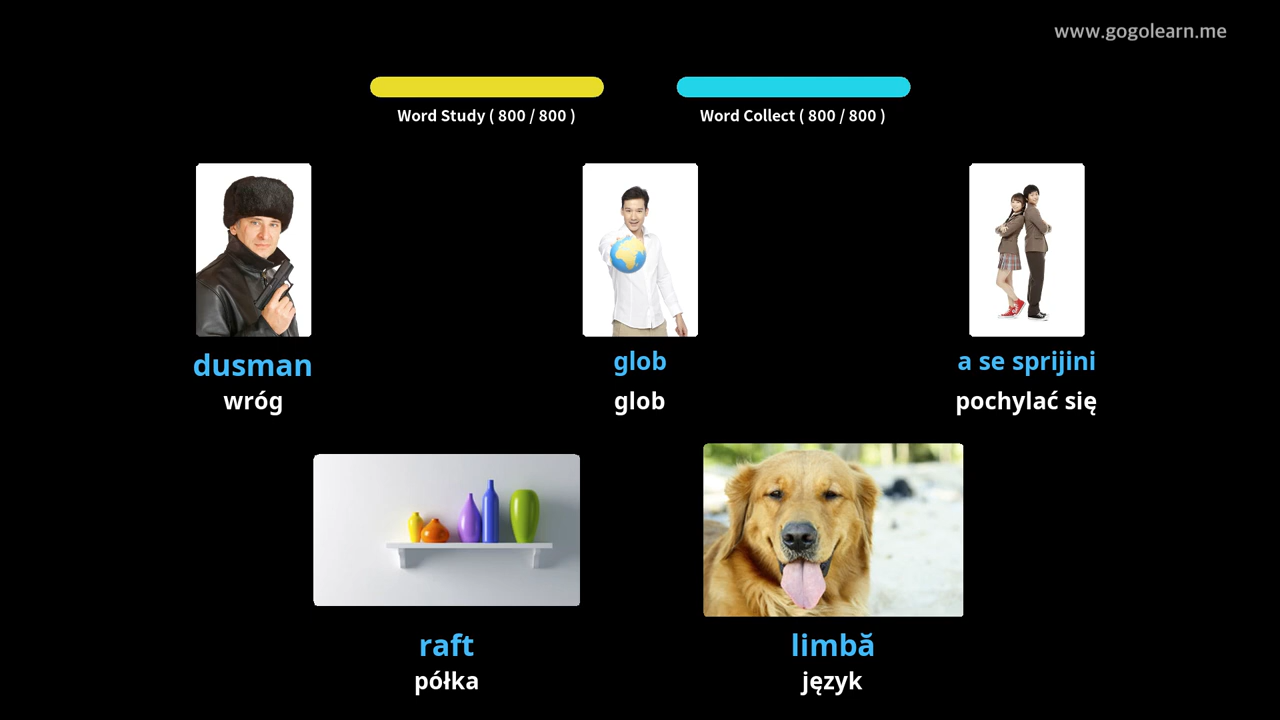 www.gogolearn.me
Word Study ( 800 / 800 )
Word Collect ( 800 / 800 )
dusman
wróg
glob
glob
a se sprijini
pochylać się
raft
półka
limbă
język